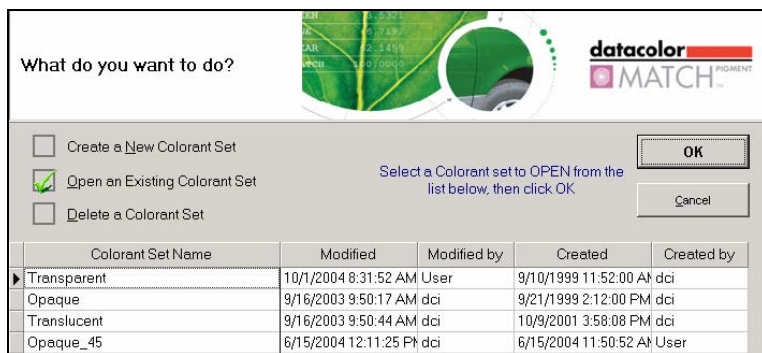 What do you want to do?
datacolor
MATCH PIGMENT
Create a New Colorant Set
Open an Existing Colorant Set
Delete a Colorant Set
Select a Colorant set to OPEN from the
list below, then click OK
OK
Cancel
Colorant Set Name Modified Modified by Created Created by
Transparent 10/1/2004 8:31:52 AM User 9/10/1999 11:52:00 AM dci
Opaque 9/16/2003 9:50:17 AM dci 9/21/1999 2:12:00 PM dci
Translucent 9/16/2003 9:50:44 AM dci 10/9/2001 3:58:08 PM dci
Opaque_45 6/15/2004 12:11:25 PM dci 6/15/2004 11:50:52 AM User